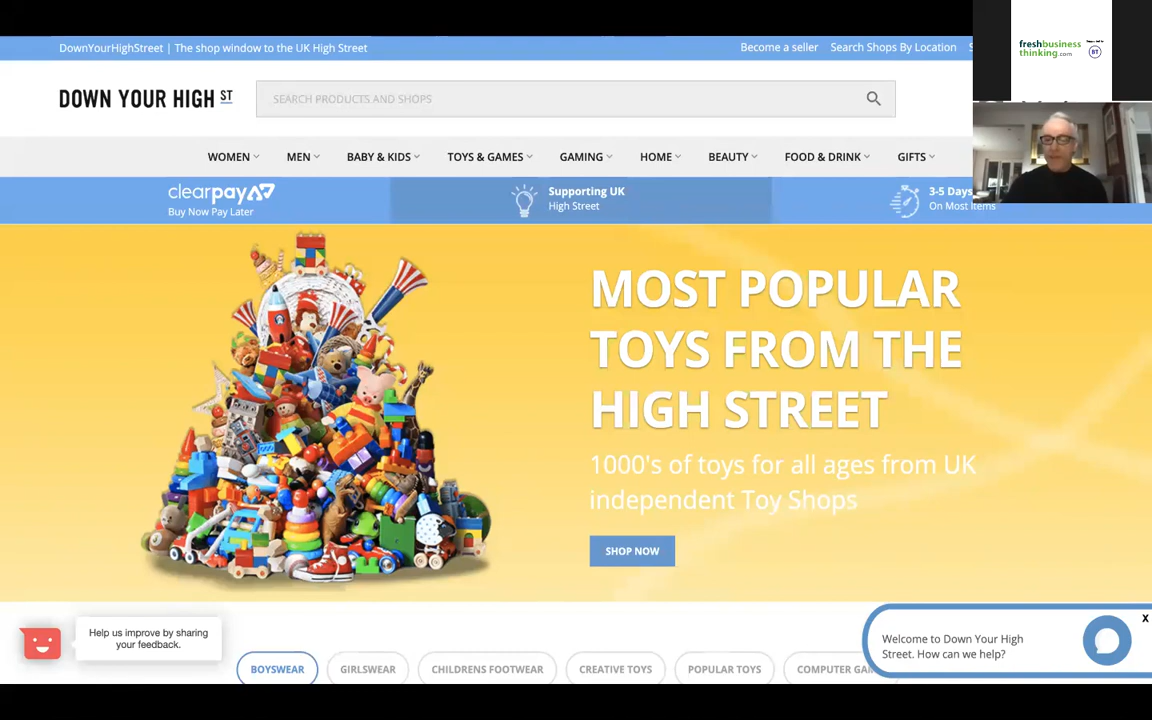 DownYourHighStreet | The shop window to the UK High Street
Become a seller Search Shops By Location
freshbusiness
thinking.com
BT
DOWN YOUR HIGH ST
SEARCH PRODUCTS AND SHOPS
WOMEN MEN BABY & KIDS TOYS & GAMES GAMING HOME BEAUTY FOOD & DRINK GIFTS
clearpay
Buy Now Pay Later
Supporting UK
High Street
3-5 Days
On Most Items
MOST POPULAR
TOYS FROM THE
HIGH STREET
1000's of toys for all ages from UK
independent Toy Shops
SHOP NOW
Help us improve by sharing
your feedback.
Welcome to Down Your High
Street. How can we help?
X
BOYSWEAR GIRLSWEAR CHILDRENS FOOTWEAR CREATIVE TOYS POPULAR TOYS COMPUTER GA